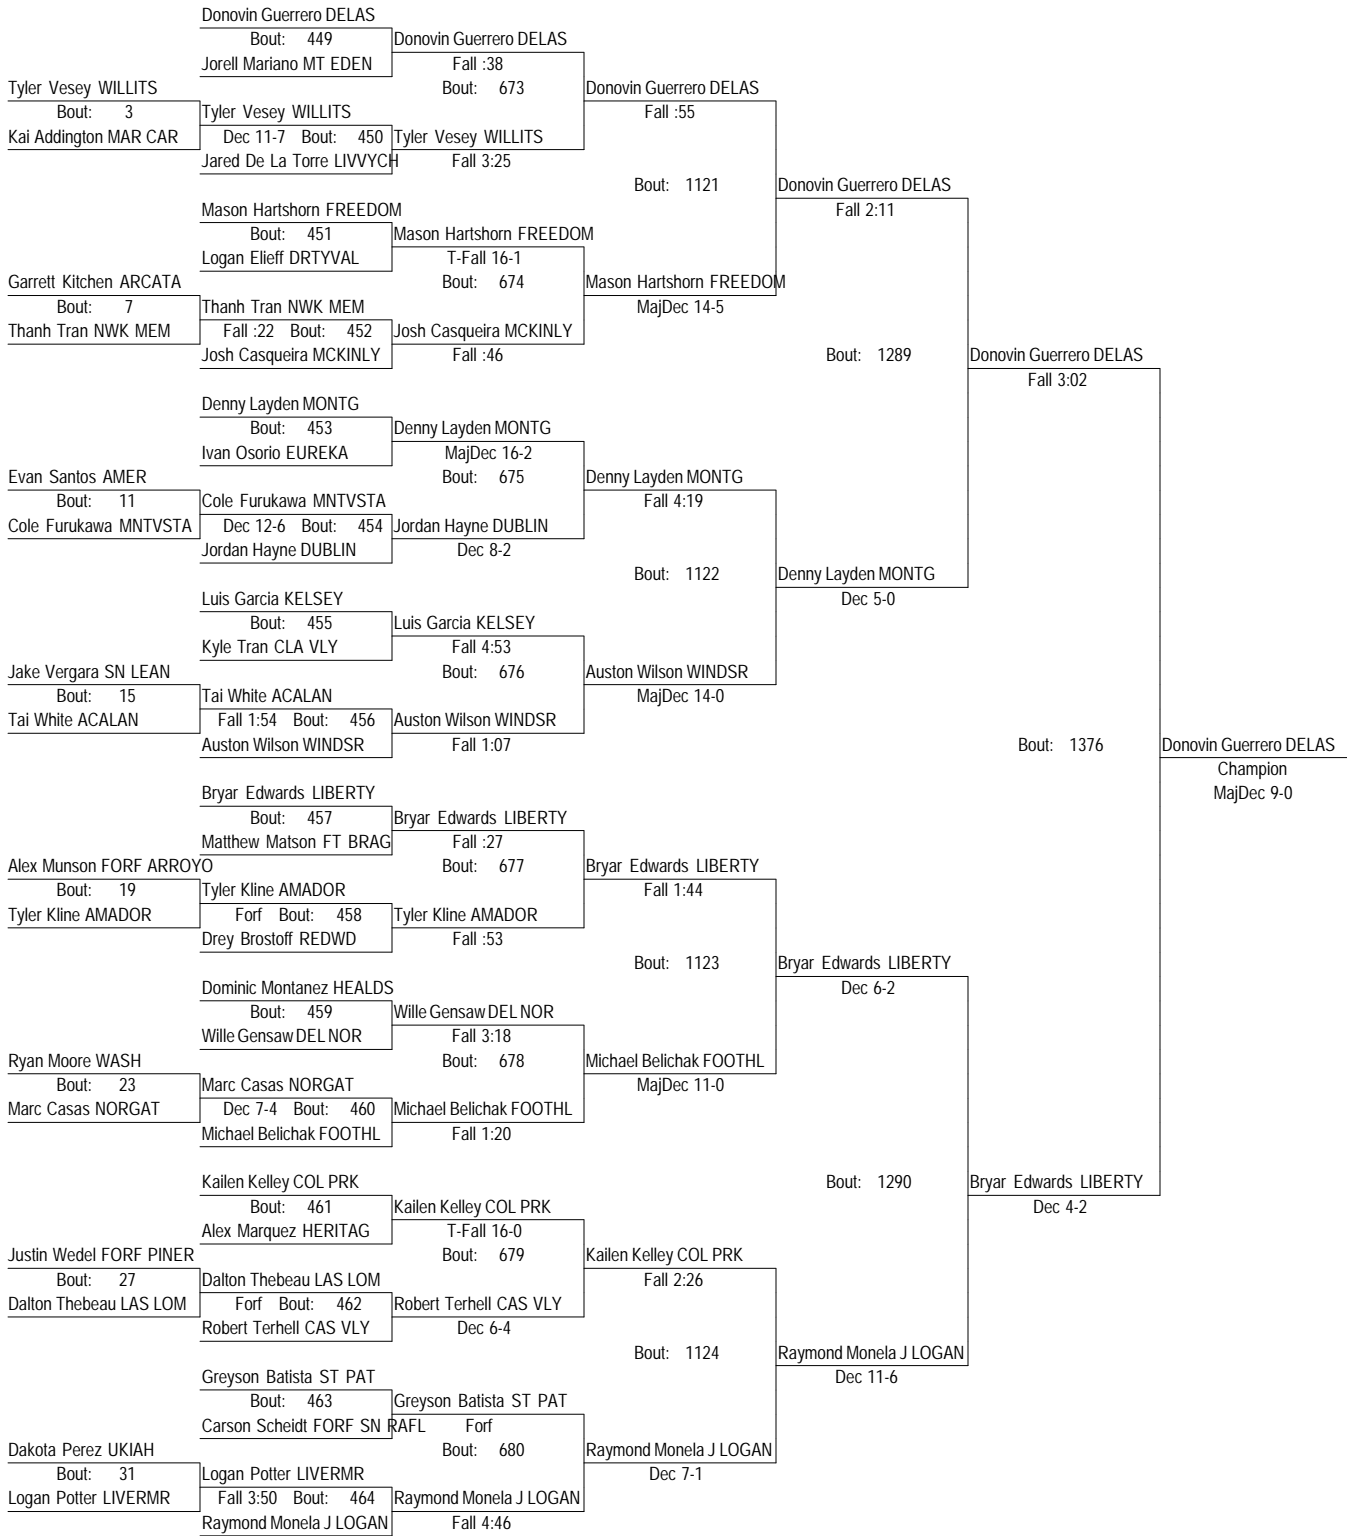 Donovin Guerrero DELAS
Bout: 449 Donovin Guerrero DELAS
Jorell Mariano MT EDEN Fall :38
Tyler Vesey WILLITS Bout: 673 Donovin Guerrero DELAS
Bout: 3 Tyler Vesey WILLITS Fall :55
Kai Addington MAR CAR Dec 11-7 Bout: 450 Tyler Vesey WILLITS
Jared De La Torre LIVVYCH Fall 3:25
Bout: 1121 Donovin Guerrero DELAS
Mason Hartshorn FREEDOM Fall 2:11
Bout: 451 Mason Hartshorn FREEDOM
Logan Elieff DRTYVAL T-Fall 16-1
Garrett Kitchen ARCATA Bout: 674 Mason Hartshorn FREEDOM
Bout: 7 Thanh Tran NWK MEM MajDec 14-5
Thanh Tran NWK MEM Fall :22 Bout: 452 Josh Casqueira MCKINLY
Josh Casqueira MCKINLY Fall :46 Bout: 1289 Donovin Guerrero DELAS
Fall 3:02
Denny Layden MONTG
Bout: 453 Denny Layden MONTG
Ivan Osorio EUREKA MajDec 16-2
Evan Santos AMER Bout: 675 Denny Layden MONTG
Bout: 11 Cole Furukawa MNTVSTA Fall 4:19
Cole Furukawa MNTVSTA Dec 12-6 Bout: 454 Jordan Hayne DUBLIN
Jordan Hayne DUBLIN Dec 8-2
Bout: 1122 Denny Layden MONTG
Luis Garcia KELSEY Dec 5-0
Bout: 455 Luis Garcia KELSEY
Kyle Tran CLA VLY Fall 4:53
Jake Vergara SN LEAN Bout: 676 Auston Wilson WINDSR
Bout: 15 Tai White ACALAN MajDec 14-0
Tai White ACALAN Fall 1:54 Bout: 456 Auston Wilson WINDSR
Auston Wilson WINDSR Fall 1:07 Bout: 1376 Donovin Guerrero DELAS
Champion
Bryar Edwards LIBERTY MajDec 9-0
Bout: 457 Bryar Edwards LIBERTY
Matthew Matson FT BRAG Fall :27
Alex Munson FORF ARROYO Bout: 677 Bryar Edwards LIBERTY
Bout: 19 Tyler Kline AMADOR Fall 1:44
Tyler Kline AMADOR Forf Bout: 458 Tyler Kline AMADOR
Drey Brostoff REDWD Fall :53
Bout: 1123 Bryar Edwards LIBERTY
Dominic Montanez HEALDS Dec 6-2
Bout: 459 Wille Gensaw DEL NOR
Wille Gensaw DEL NOR Fall 3:18
Ryan Moore WASH Bout: 678 Michael Belichak FOOTHL
Bout: 23 Marc Casas NORGAT MajDec 11-0
Marc Casas NORGAT Dec 7-4 Bout: 460 Michael Belichak FOOTHL
Michael Belichak FOOTHL Fall 1:20
Kailen Kelley COL PRK Bout: 1290 Bryar Edwards LIBERTY
Bout: 461 Kailen Kelley COL PRK Dec 4-2
Alex Marquez HERITAG T-Fall 16-0
Justin Wedel FORF PINER Bout: 679 Kailen Kelley COL PRK
Bout: 27 Dalton Thebeau LAS LOM Fall 2:26
Dalton Thebeau LAS LOM Forf Bout: 462 Robert Terhell CAS VLY
Robert Terhell CAS VLY Dec 6-4
Bout: 1124 Raymond Monela J LOGAN
Greyson Batista ST PAT Dec 11-6
Bout: 463 Greyson Batista ST PAT
Carson Scheidt FORF SN RAFL Forf
Dakota Perez UKIAH Bout: 680 Raymond Monela J LOGAN
Bout: 31 Logan Potter LIVERMR Dec 7-1
Logan Potter LIVERMR Fall 3:50 Bout: 464 Raymond Monela J LOGAN
Raymond Monela J LOGAN Fall 4:46